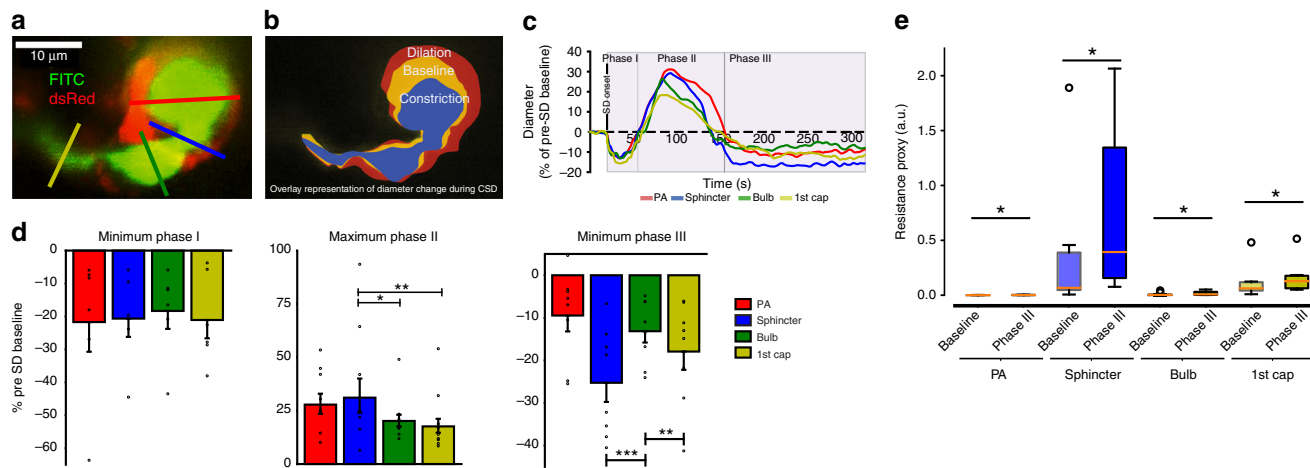 a
10 µm
FITC
dsRed
b
Dilation
Baseline
Constriction
Overlay representation of diameter change during CSD
c
Diameter
(% of pre-SD baseline)
40
30
20
10
0
–10
–20
SD onset
Phase I
Phase II
Phase III
50
100
150
200
250
300
Time (s)
PA
Sphincter
Bulb
1st cap
d
% pre SD baseline
Minimum phase I
0
–10
–20
–30
–40
–50
–60
Maximum phase II
100
75
50
25
0
*
**
Minimum phase III
0
–10
–20
–30
–40
***
**
PA
Sphincter
Bulb
1st cap
e
Resistance proxy (a.u.)
2.0
1.5
1.0
0.5
0.0
*
*
*
*
Baseline
Phase III
Baseline
Phase III
Baseline
Phase III
Baseline
Phase III
PA
Sphincter
Bulb
1st cap